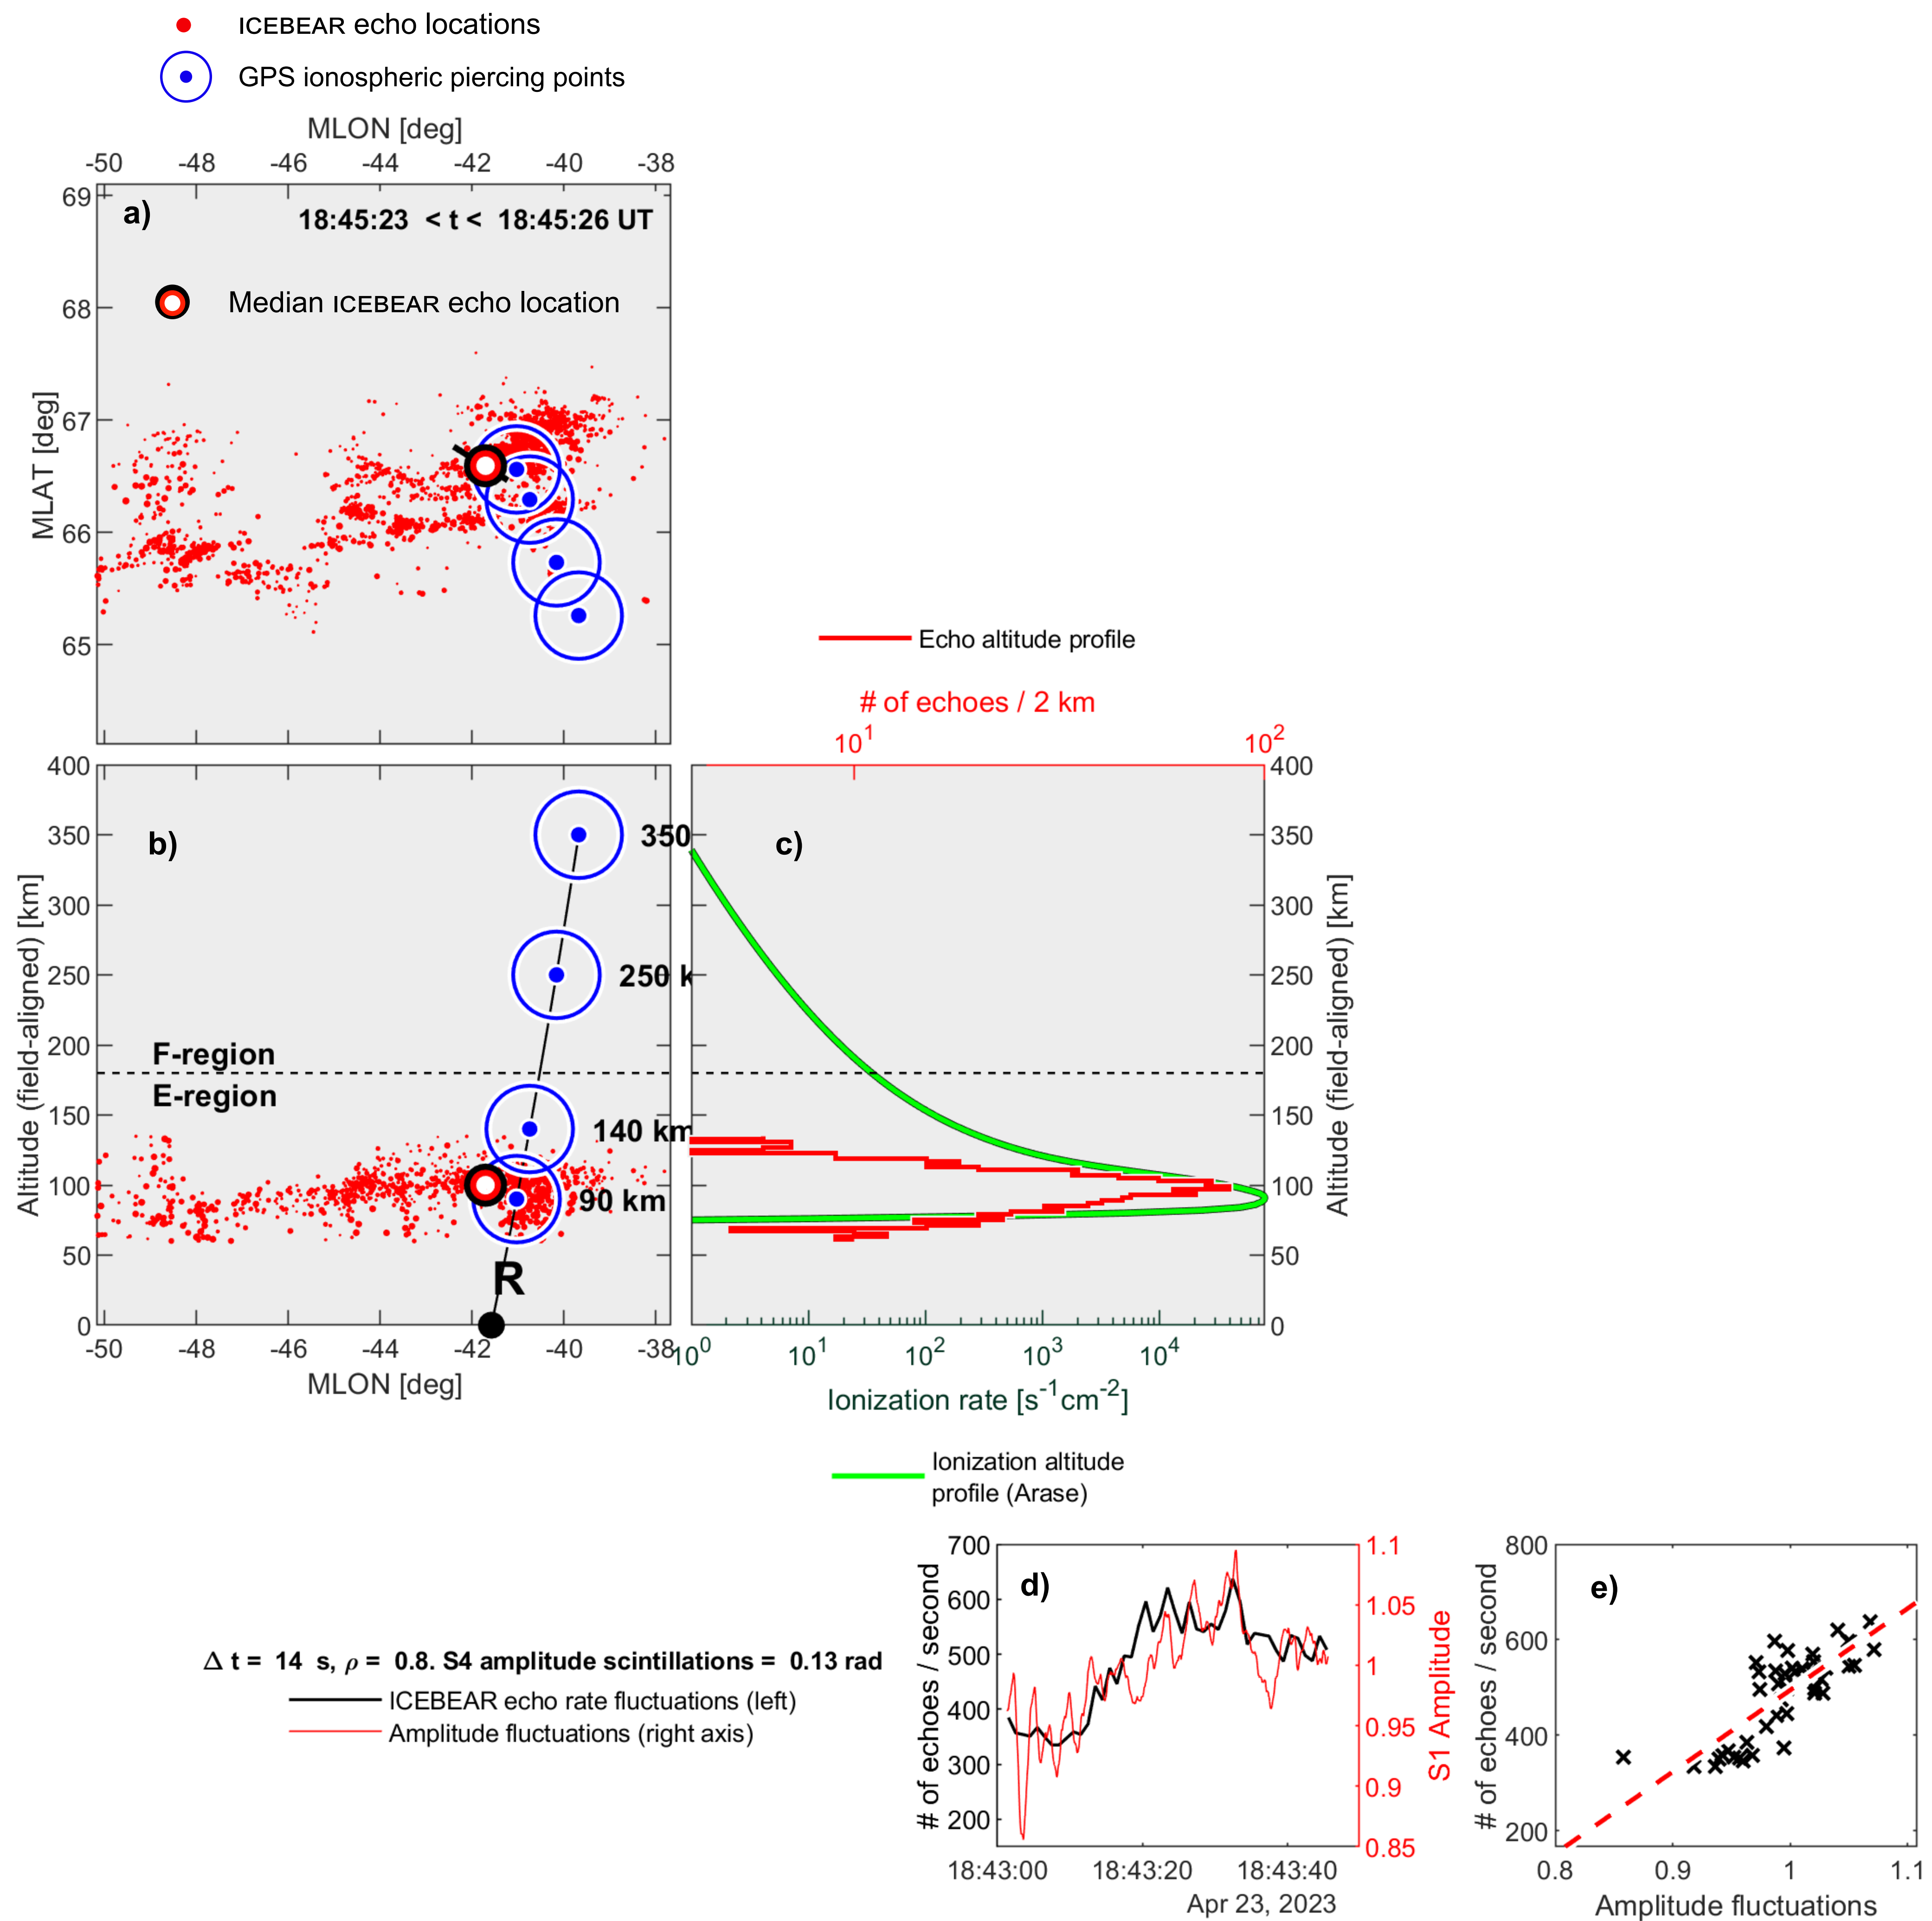 ICEBEAR echo locations
GPS ionospheric piercing points
MLON [deg]
-50 -48 -46 -44 -42 -40 -38
a) 18:45:23 < t < 18:45:26 UT
Median ICEBEAR echo location
MLAT [deg]
69
68
67
66
65
Echo altitude profile
# of echoes / 2 km
10^1 10^2
b)
Altitude (field-aligned) [km]
400
350
300
250
200
150
100
50
0
350
250 k
F-region
E-region
140 km
90 km
R
-50 -48 -46 -44 -42 -40 -38
MLON [deg]
c)
400
350
300
250
200
150
100
50
0
Altitude (field-aligned) [km]
10^0 10^1 10^2 10^3 10^4
Ionization rate [s^-1cm^-2]
Ionization altitude
profile (Arase)
Δ t = 14 s, ρ = 0.8. S4 amplitude scintillations = 0.13 rad
ICEBEAR echo rate fluctuations (left)
Amplitude fluctuations (right axis)
d)
# of echoes / second
700
600
500
400
300
200
1.1
1.05
1
0.95
0.9
0.85
S1 Amplitude
18:43:00 18:43:20 18:43:40
Apr 23, 2023
e)
# of echoes / second
800
600
400
200
0.8 0.9 1 1.1
Amplitude fluctuations